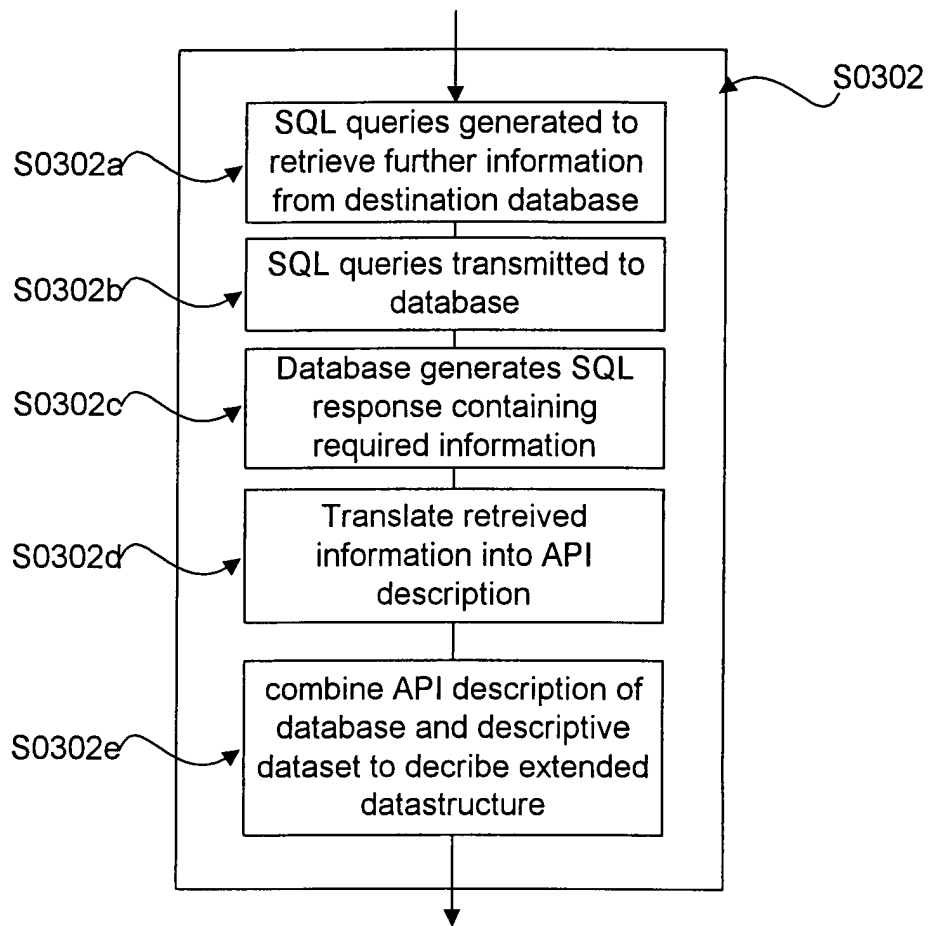 S0302
SQL queries generated to
retrieve further information
from destination database
S0302a
SQL queries transmitted to
database
S0302b
Database generates SQL
response containing
required information
S0302c
Translate retreived
information into API
description
S0302d
combine API description of
database and descriptive
dataset to decribe extended
datastructure
S0302e